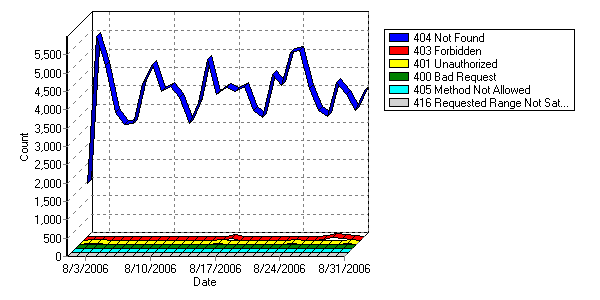 5,500
5,000
4,500
4,000
3,500
3,000
2,500
2,000
1,500
1,000
500
0
Count
8/3/2006 8/10/2006 8/17/2006 8/24/2006 8/31/2006
Date
404 Not Found
403 Forbidden
401 Unauthorized
400 Bad Request
405 Method Not Allowed
416 Requested Range Not Sat...